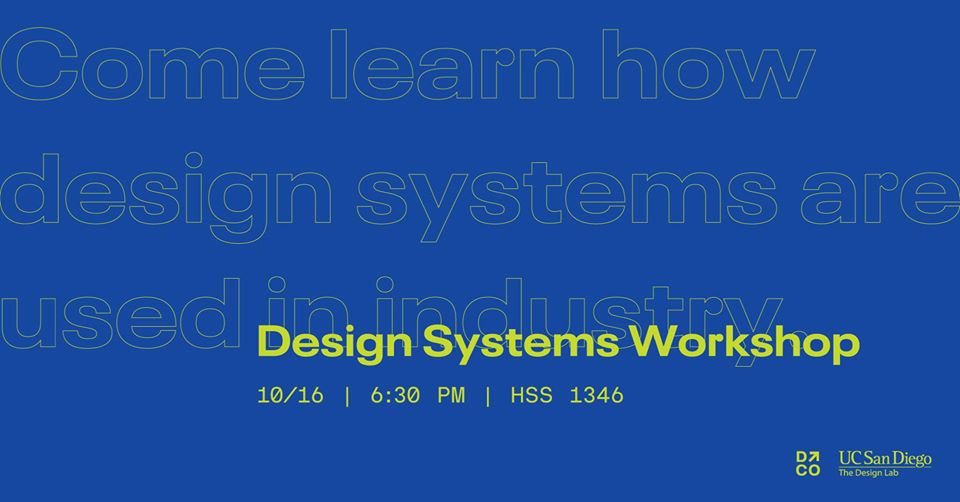 Come learn how
design systems are
used in industry.
Design Systems Workshop
10/16 | 6:30 PM | HSS 1346
D↗CO
UC San Diego
The Design Lab